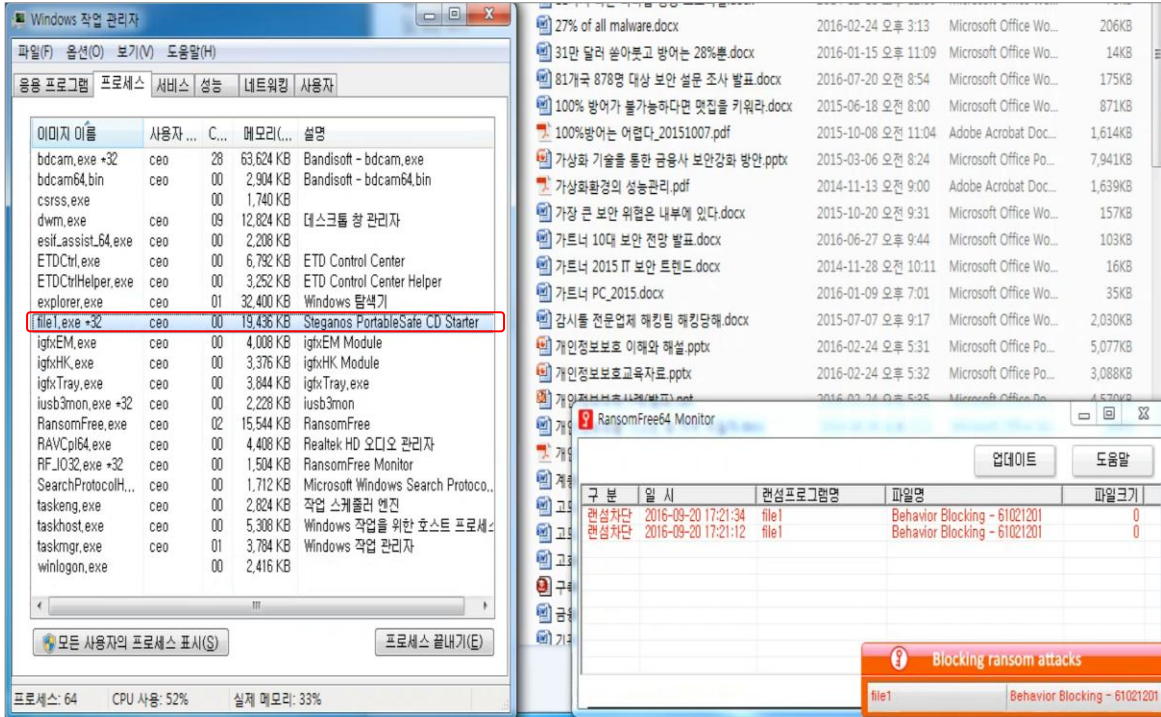 Windows 작업 관리자
파일(F) 옵션(O) 보기(V) 도움말(H)
응용 프로그램 프로세스 서비스 성능 네트워킹 사용자
이미지 이름 사용자 ... C... 메모리(... 설명
bdcam.exe *32 ceo 28 63,624 KB Bandisoft - bdcam.exe
bdcam64.bin ceo 00 2,904 KB Bandisoft - bdcam64.bin
csrss.exe 00 1,740 KB
dwm.exe ceo 09 12,824 KB 데스크톱 창 관리자
esif_assist_64.exe ceo 00 2,208 KB
ETDCtrl.exe ceo 00 6,792 KB ETD Control Center
ETDCtrlHelper.exe ceo 00 3,252 KB ETD Control Center Helper
explorer.exe ceo 01 32,400 KB Windows 탐색기
file1.exe *32 ceo 00 19,436 KB Steganos PortableSafe CD Starter
igfxEM.exe ceo 00 4,008 KB igfxEM Module
igfxHK.exe ceo 00 3,376 KB igfxHK Module
igfxTray.exe ceo 00 3,844 KB igfxTray.exe
iusb3mon.exe *32 ceo 00 2,228 KB iusb3mon
RansomFree.exe ceo 02 15,544 KB RansomFree
RAVCpl64.exe ceo 00 4,408 KB Realtek HD 오디오 관리자
RF_IO32.exe *32 ceo 00 1,504 KB RansomFree Monitor
SearchProtocolH... ceo 00 1,712 KB Microsoft Windows Search Protoco...
taskeng.exe ceo 00 2,824 KB 작업 스케줄러 엔진
taskhost.exe ceo 00 5,308 KB Windows 작업을 위한 호스트 프로세스
taskmgr.exe ceo 01 3,784 KB Windows 작업 관리자
winlogon.exe 00 2,416 KB
모든 사용자의 프로세스 표시(S) 프로세스 끝내기(E)
프로세스: 64 CPU 사용: 52% 실제 메모리: 33%
27% of all malware.docx 2016-02-24 오후 3:13 Microsoft Office Wo... 206KB
31만 달러 쏟아붓고 방어는 28%뿐.docx 2016-01-15 오후 11:09 Microsoft Office Wo... 14KB
81개국 878명 대상 보안 설문 조사 발표.docx 2016-07-20 오전 8:54 Microsoft Office Wo... 175KB
100% 방어가 불가능하다면 맷집을 키워라.docx 2015-06-18 오전 8:00 Microsoft Office Wo... 871KB
100%방어는 어렵다_20151007.pdf 2015-10-08 오전 11:04 Adobe Acrobat Doc... 1,614KB
가상화 기술을 통한 금융사 보안강화 방안.pptx 2015-03-06 오전 8:24 Microsoft Office Po... 7,941KB
가상화환경의 성능관리.pdf 2014-11-13 오전 9:00 Adobe Acrobat Doc... 1,639KB
가장 큰 보안 위협은 내부에 있다.docx 2015-10-20 오전 9:31 Microsoft Office Wo... 157KB
가트너 10대 보안 전망 발표.docx 2016-06-27 오후 9:44 Microsoft Office Wo... 103KB
가트너 2015 IT 보안 트렌드.docx 2014-11-28 오전 10:11 Microsoft Office Wo... 16KB
가트너 PC_2015.docx 2016-01-09 오후 7:01 Microsoft Office Wo... 35KB
감시툴 전문업체 해킹팀 해킹당해.docx 2015-07-07 오후 9:17 Microsoft Office Wo... 2,030KB
개인정보보호 이해와 해설.pptx 2016-02-24 오후 5:31 Microsoft Office Po... 5,077KB
개인정보보호교육자료.pptx 2016-02-24 오후 5:32 Microsoft Office Po... 3,088KB
RansomFree64 Monitor
업데이트 도움말
구 분 일 시 랜섬프로그램명 파일명 파일크기
랜섬차단 2016-09-20 17:21:34 file1 Behavior Blocking - 61021201 0
랜섬차단 2016-09-20 17:21:12 file1 Behavior Blocking - 61021201 0
Blocking ransom attacks
file1 Behavior Blocking - 61021201